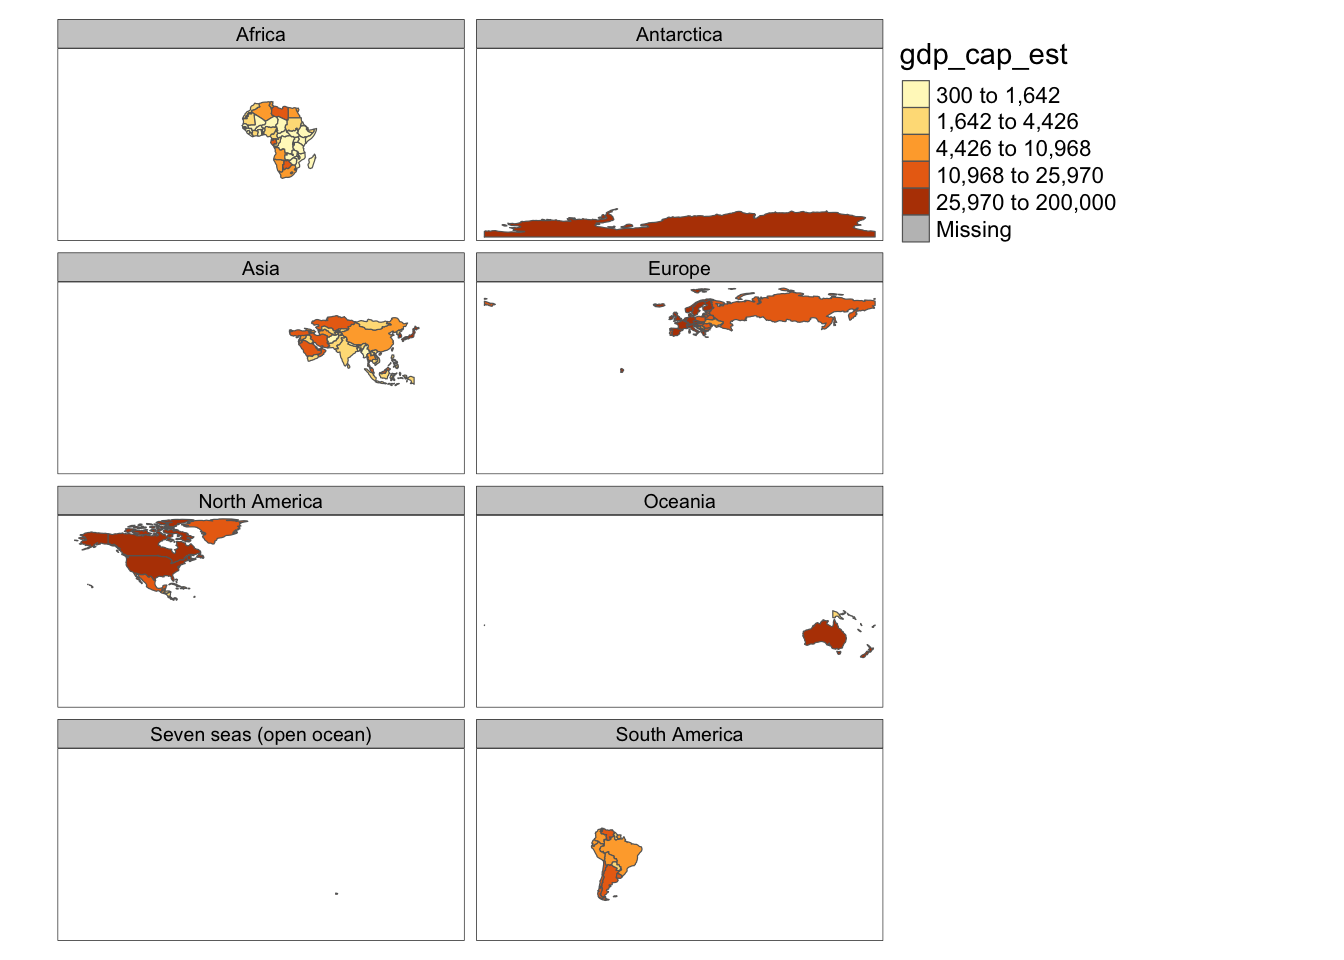 Africa
Antarctica
gdp_cap_est
300 to 1,642
1,642 to 4,426
4,426 to 10,968
10,968 to 25,970
25,970 to 200,000
Missing
Asia
Europe
North America
Oceania
Seven seas (open ocean)
South America